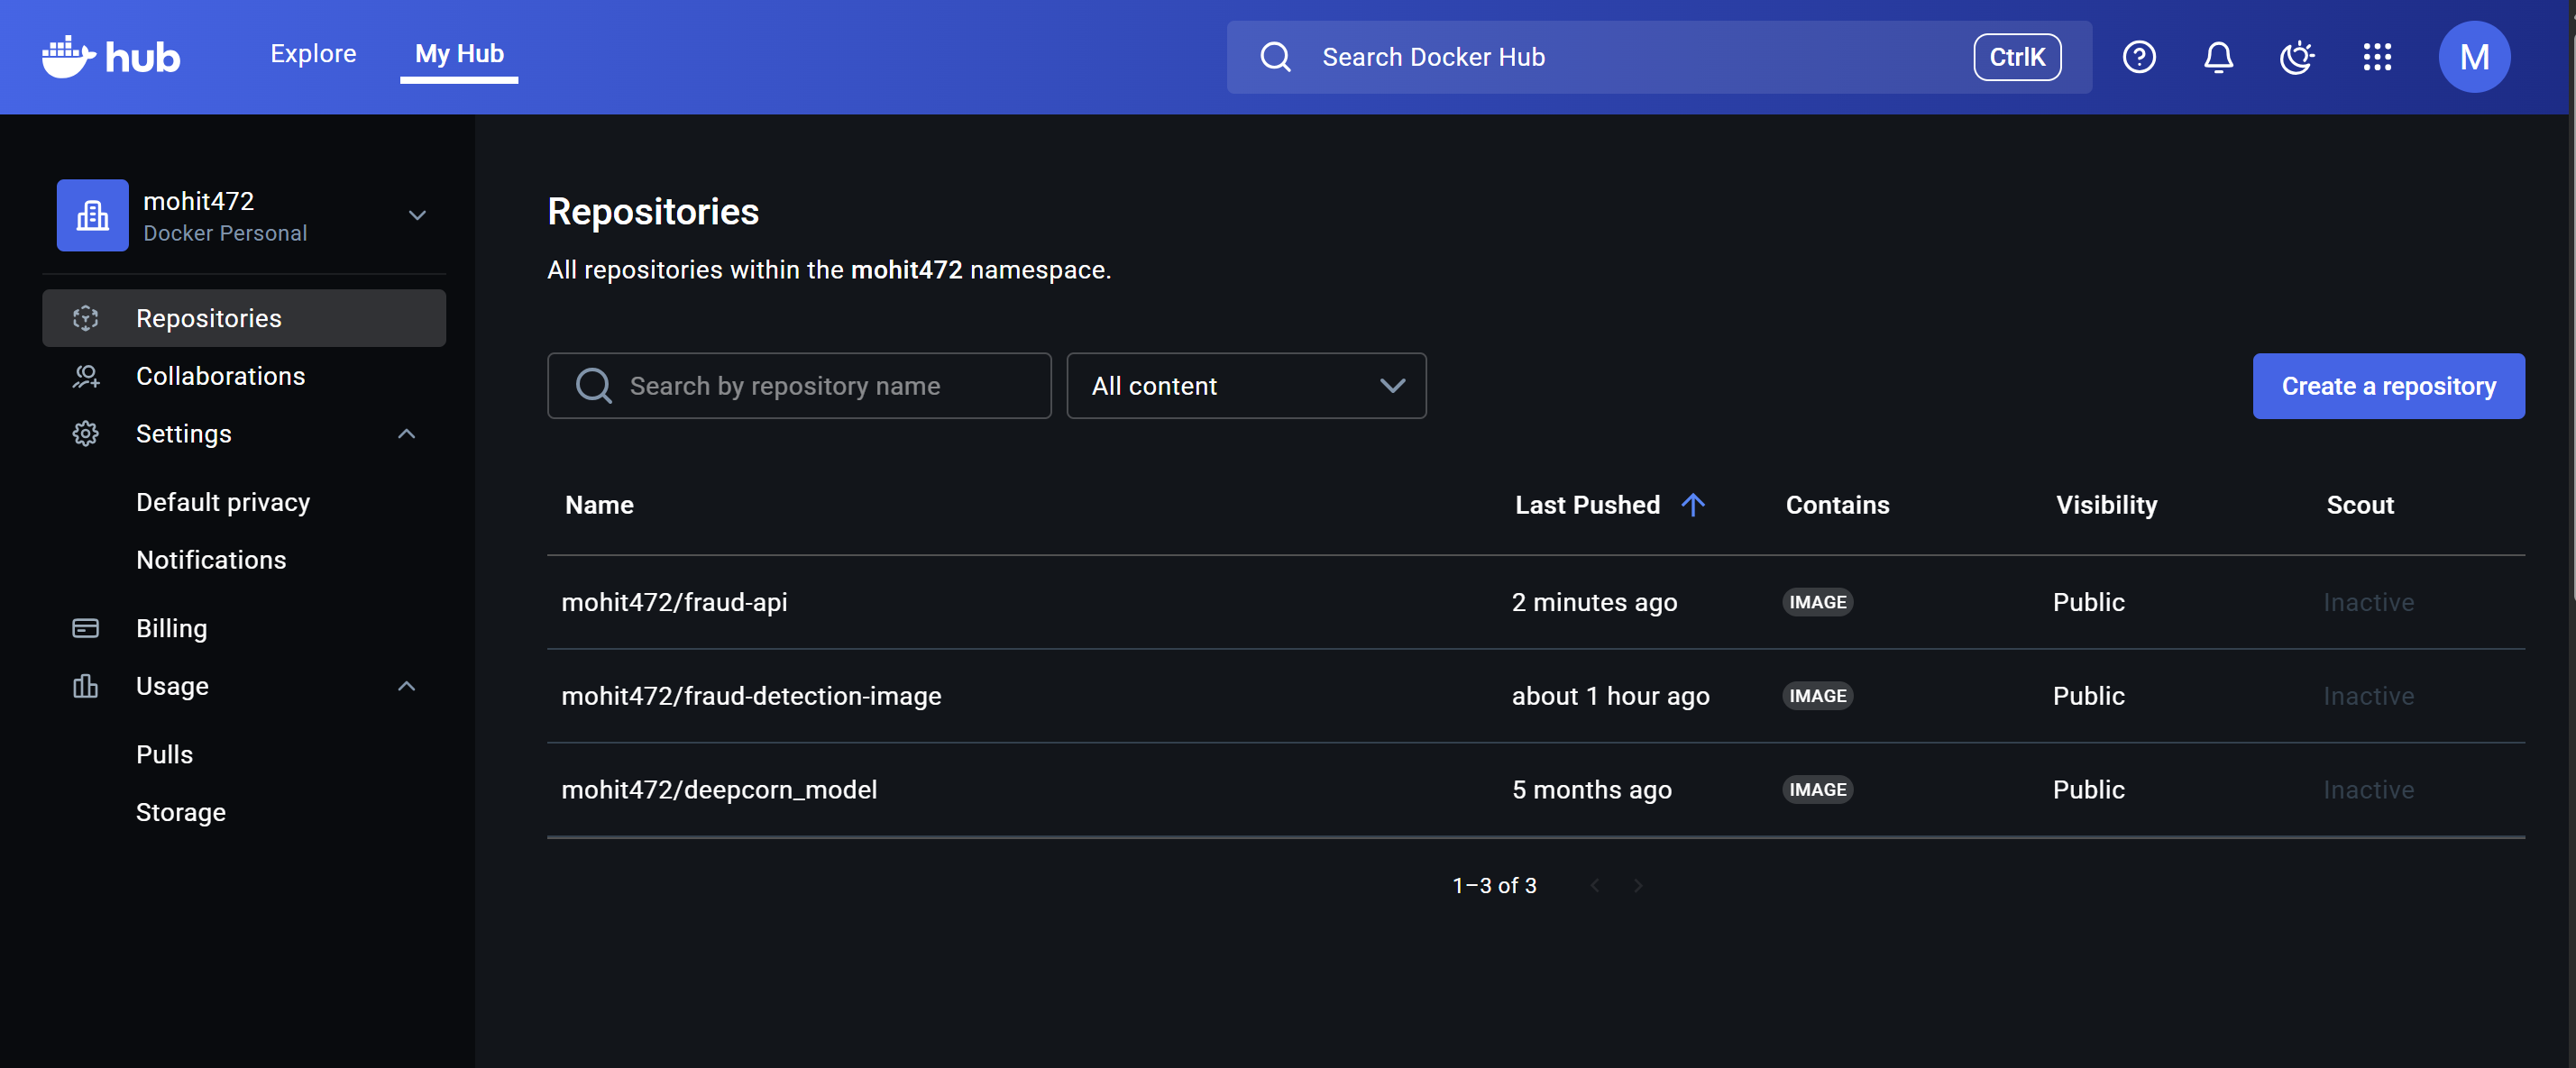 hub
Explore
My Hub
Search Docker Hub
CtrlK
M
mohit472
Docker Personal
Repositories
Collaborations
Settings
Default privacy
Notifications
Billing
Usage
Pulls
Storage
Repositories
All repositories within the mohit472 namespace.
Search by repository name
All content
Create a repository
Name Last Pushed Contains Visibility Scout
mohit472/fraud-api 2 minutes ago IMAGE Public Inactive
mohit472/fraud-detection-image about 1 hour ago IMAGE Public Inactive
mohit472/deepcorn_model 5 months ago IMAGE Public Inactive
1–3 of 3